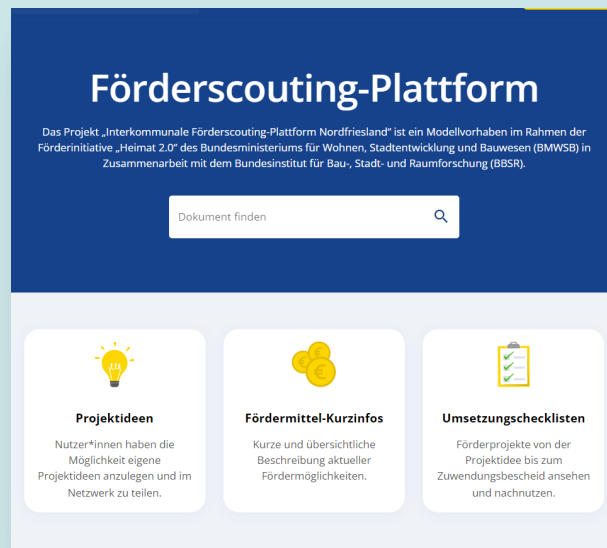 Förderscouting-Plattform
Das Projekt „Interkommunale Förderscouting-Plattform Nordfriesland“ ist ein Modellvorhaben im Rahmen der
Förderinitiative „Heimat 2.0“ des Bundesministeriums für Wohnen, Stadtentwicklung und Bauwesen (BMWSB) in
Zusammenarbeit mit dem Bundesinstitut für Bau-, Stadt- und Raumforschung (BBSR).
Dokument finden
Projektideen
Nutzer*innen haben die
Möglichkeit eigene
Projektideen anzulegen und im
Netzwerk zu teilen.
Fördermittel-Kurzinfos
Kurze und übersichtliche
Beschreibung aktueller
Fördermöglichkeiten.
Umsetzungschecklisten
Förderprojekte von der
Projektidee bis zum
Zuwendungsbescheid ansehen
und nachnutzen.